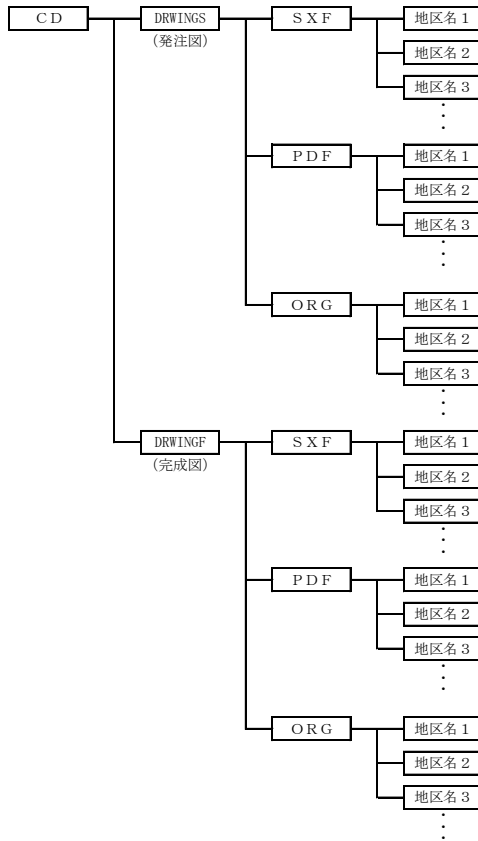 ＣＤ
DRWINGS
(発注図)
ＳＸＦ
地区名１
地区名２
地区名３
・・・
ＰＤＦ
地区名１
地区名２
地区名３
・・・
ＯＲＧ
地区名１
地区名２
地区名３
・・・
DRWINGF
(完成図)
ＳＸＦ
地区名１
地区名２
地区名３
・・・
ＰＤＦ
地区名１
地区名２
地区名３
・・・
ＯＲＧ
地区名１
地区名２
地区名３
・・・